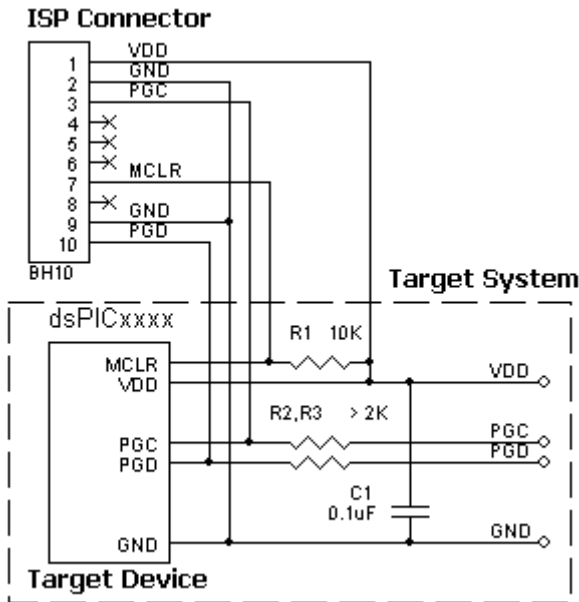 ISP Connector
VDD
1
GND
2
PGC
3
4
5
6
MCLR
7
8
GND
9
PGD
10
BH10
Target System
dsPICxxxx
R1 10K
MCLR
VDD
VDD
R2,R3 > 2K
PGC
PGC
PGD
PGD
C1
0.1uF
GND
GND
Target Device